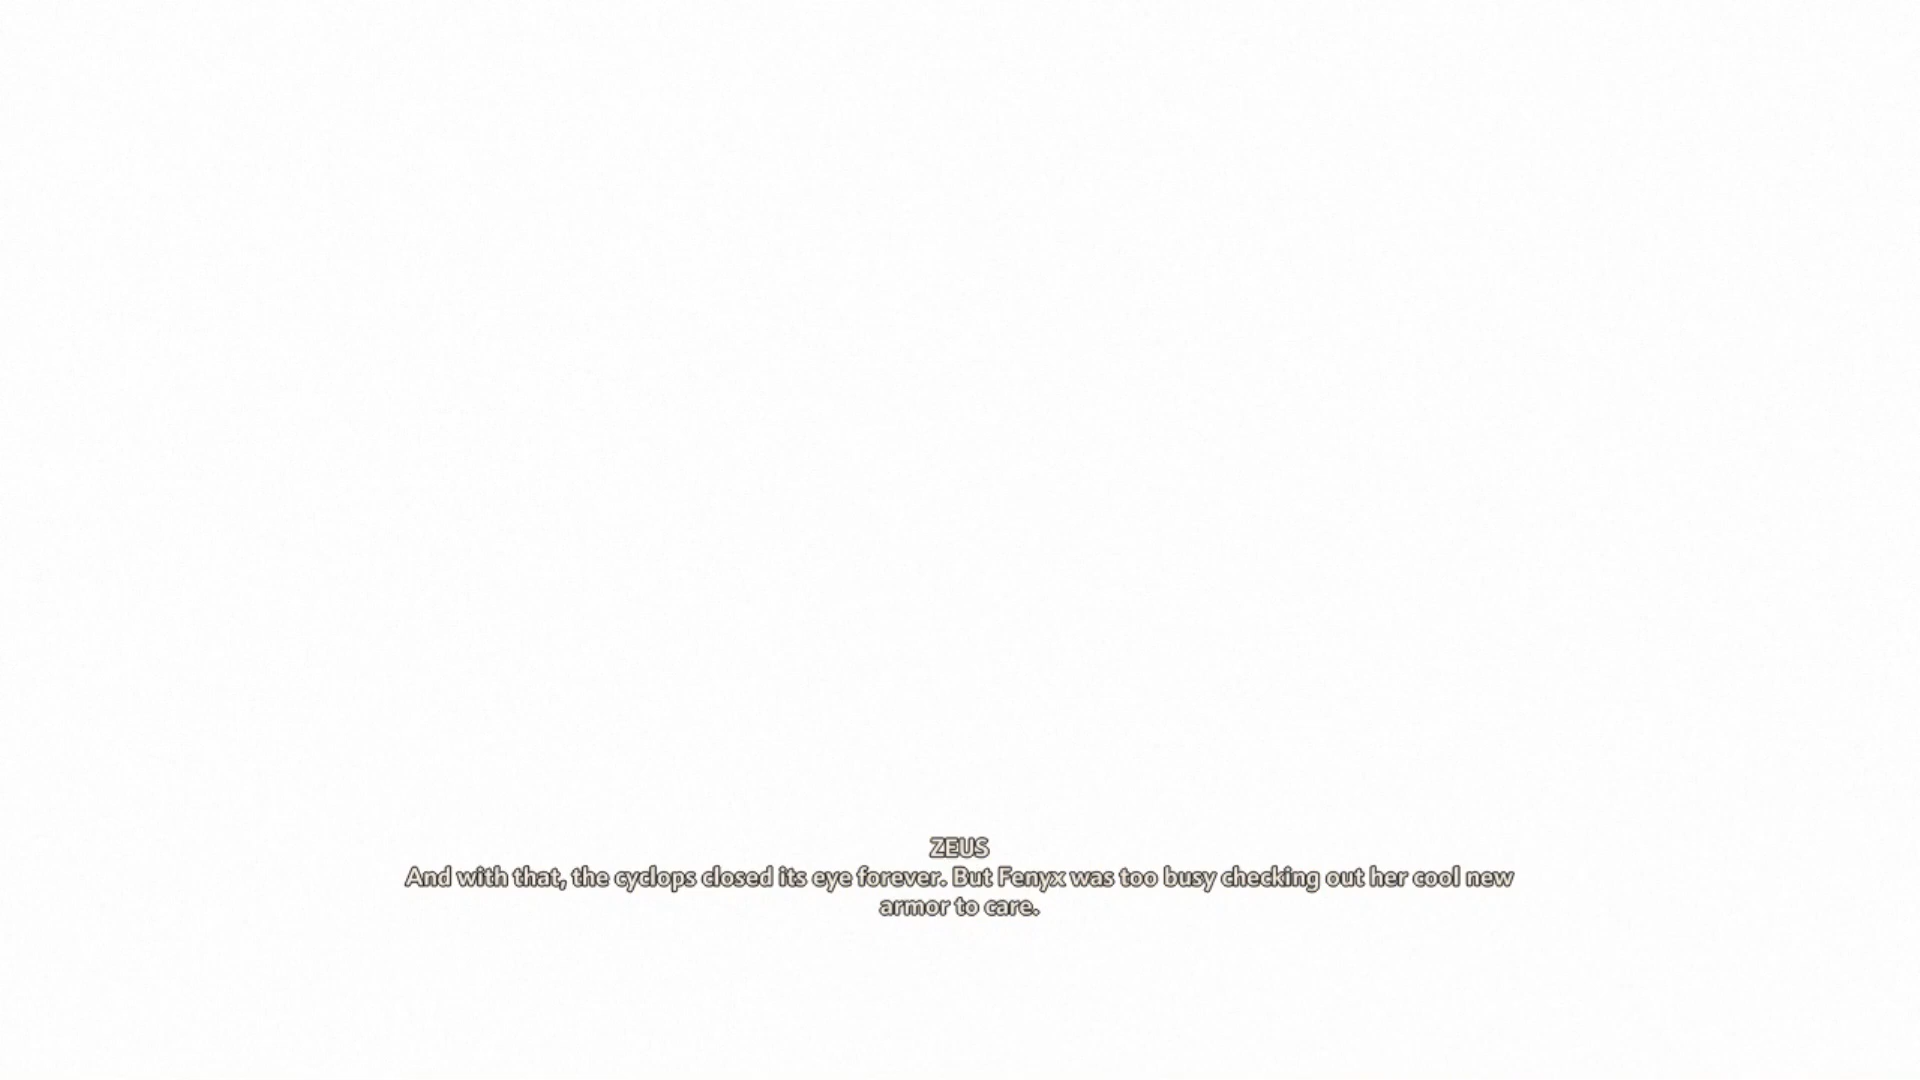 ZEUS
And with that, the cyclops closed its eye forever. But Fenyx was too busy checking out her cool new
armor to care.